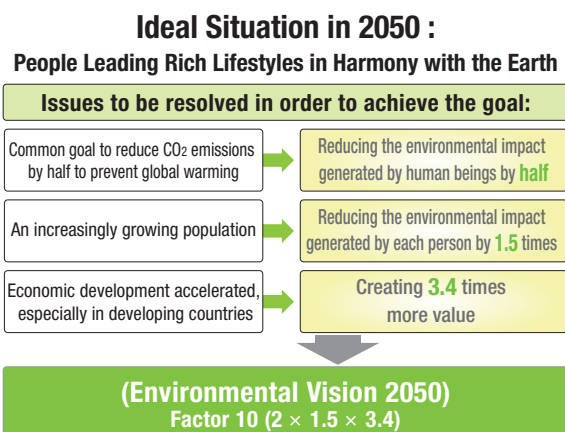 Ideal Situation in 2050 :
People Leading Rich Lifestyles in Harmony with the Earth
Issues to be resolved in order to achieve the goal:
Common goal to reduce CO2 emissions
by half to prevent global warming
Reducing the environmental impact
generated by human beings by half
An increasingly growing population
Reducing the environmental impact
generated by each person by 1.5 times
Economic development accelerated,
especially in developing countries
Creating 3.4 times
more value
(Environmental Vision 2050)
Factor 10 (2 × 1.5 × 3.4)